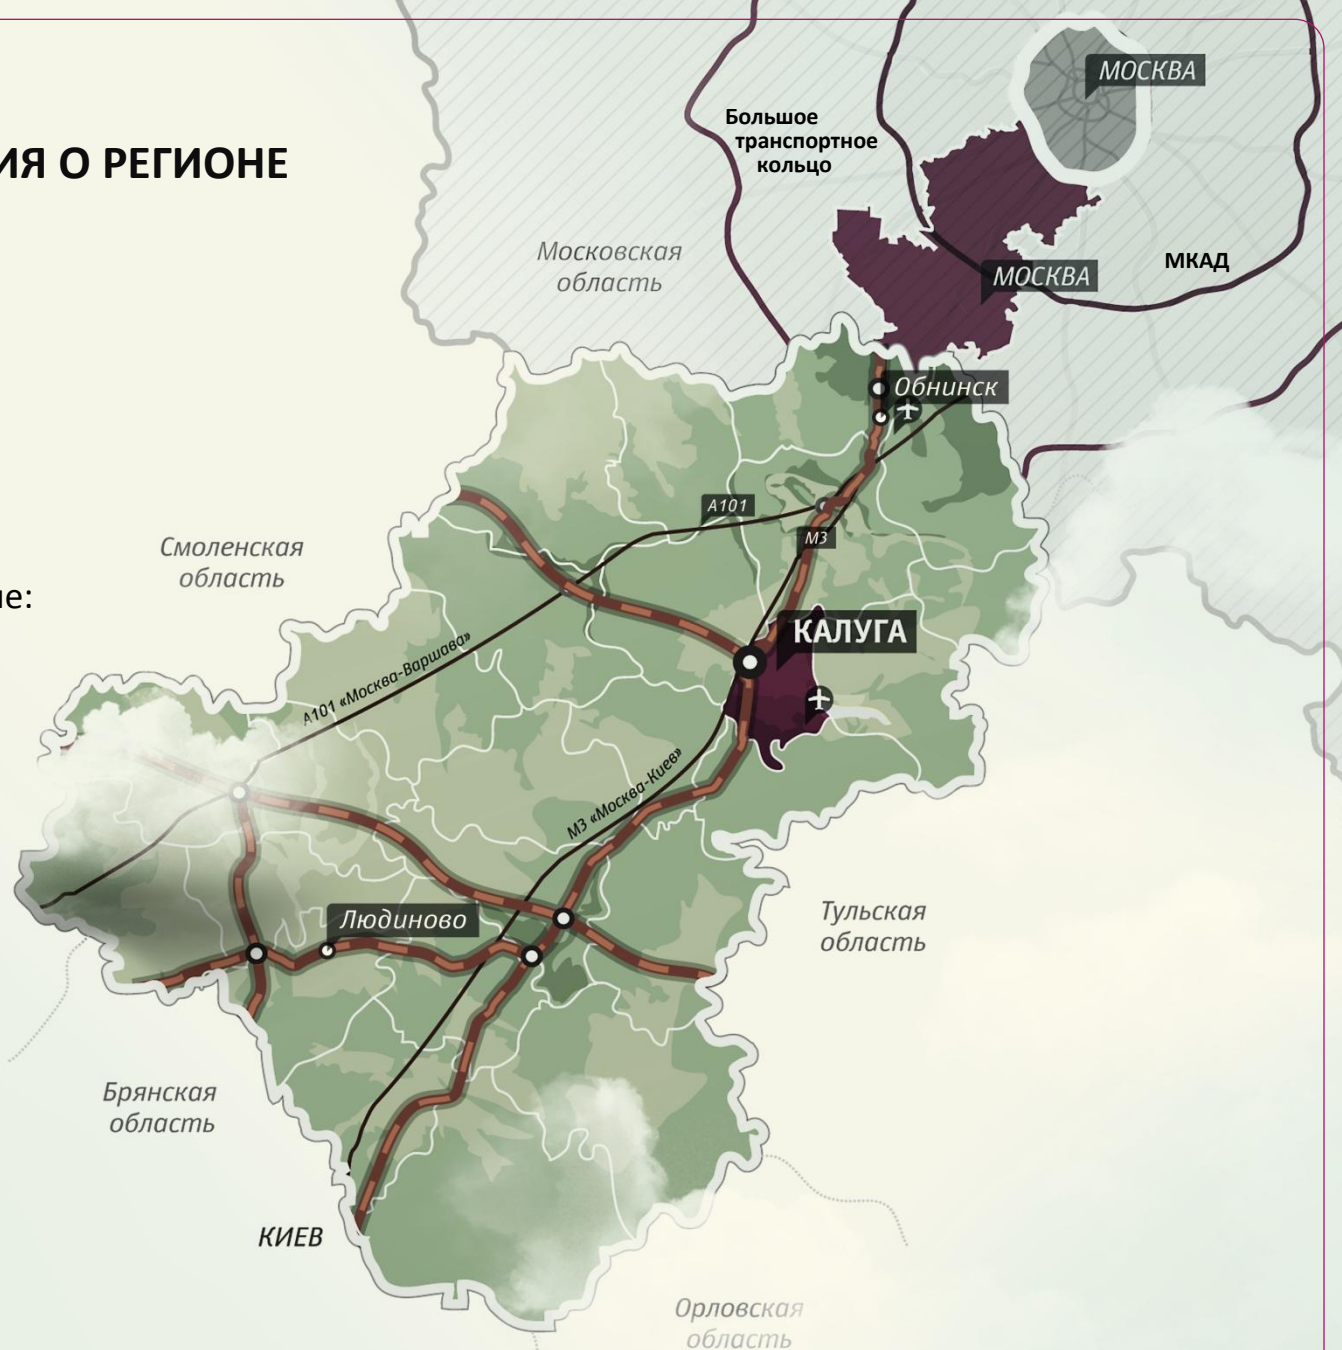 МОСКВА
Большое
транспортное
кольцо
ИЯ О РЕГИОНЕ
Московская
область
МКАД
МОСКВА
Обнинск
А101
М3
Смоленская
область
е:
КАЛУГА
А101 «Москва-Варшава»
М3 «Москва-Киев»
Людиново
Тульская
область
Брянская
область
КИЕВ
Орловская
область